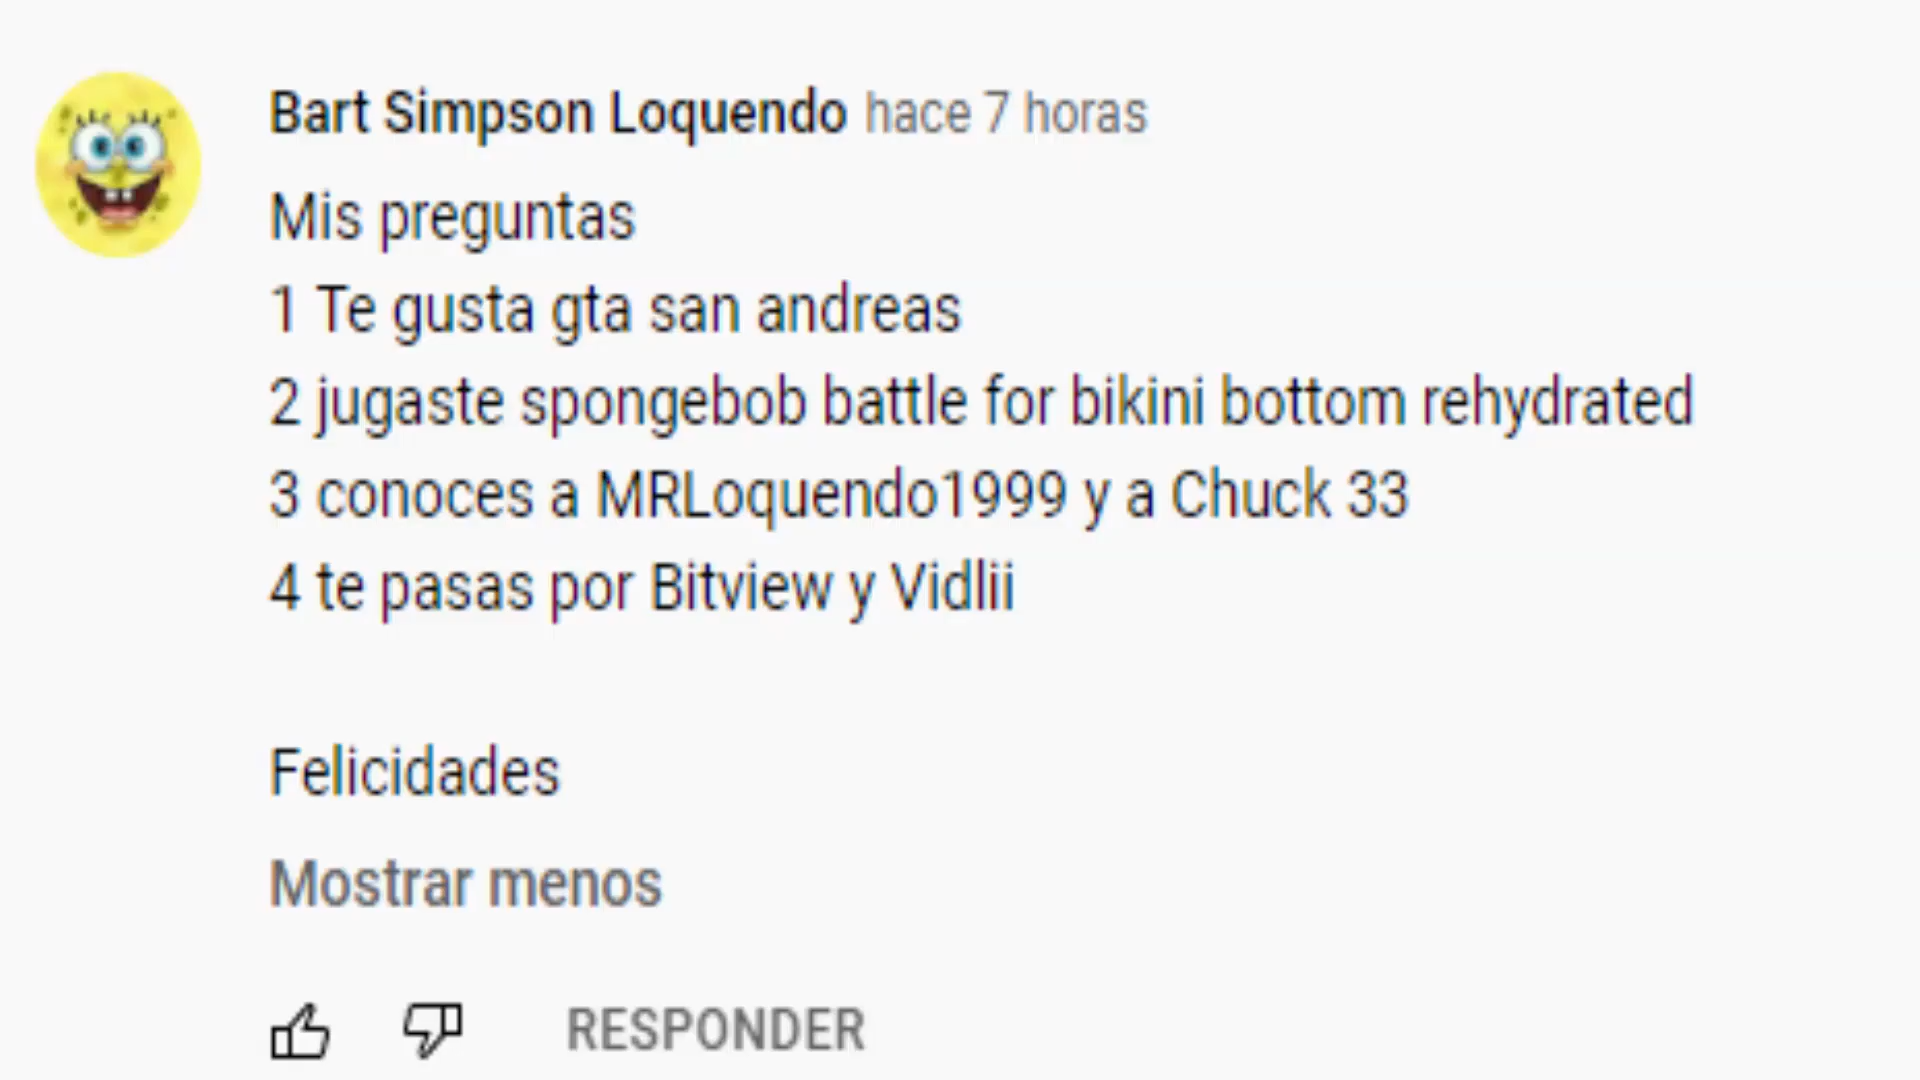 Bart Simpson Loquendo hace 7 horas
Mis preguntas
1 Te gusta gta san andreas
2 jugaste spongebob battle for bikini bottom rehydrated
3 conoces a MRLoquendo1999 y a Chuck 33
4 te pasas por Bitview y Vidlii
Felicidades
Mostrar menos
RESPONDER